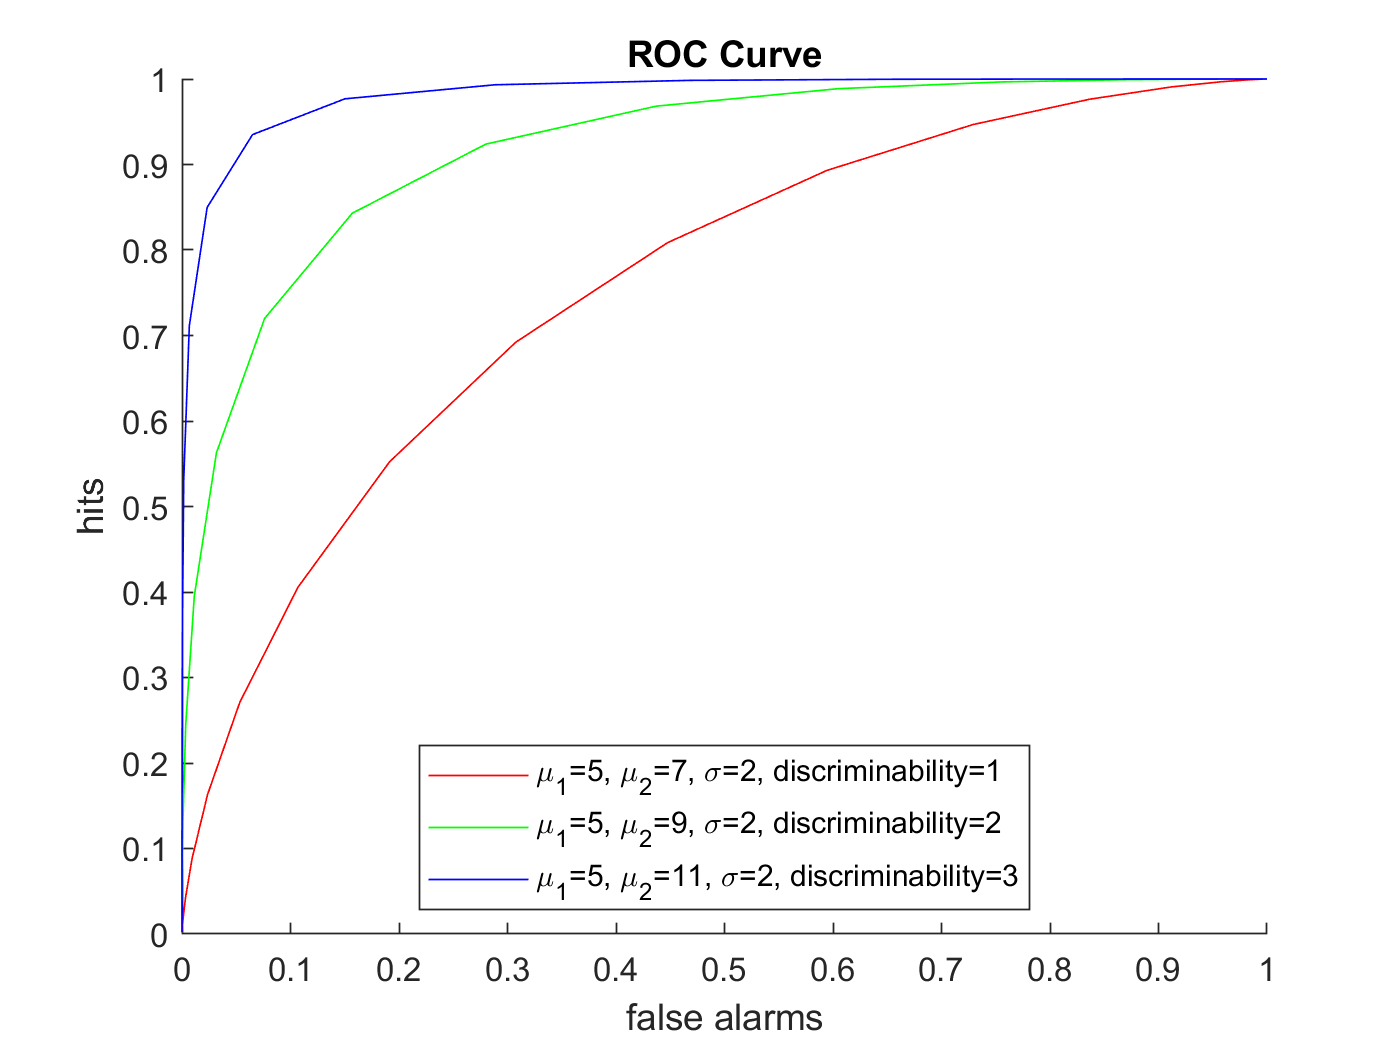 ROC Curve
1
0.9
0.8
0.7
0.6
0.5
0.4
0.3
0.2
0.1
0
hits
μ₁=5, μ₂=7, σ=2, discriminability=1
μ₁=5, μ₂=9, σ=2, discriminability=2
μ₁=5, μ₂=11, σ=2, discriminability=3
0 0.1 0.2 0.3 0.4 0.5 0.6 0.7 0.8 0.9 1
false alarms